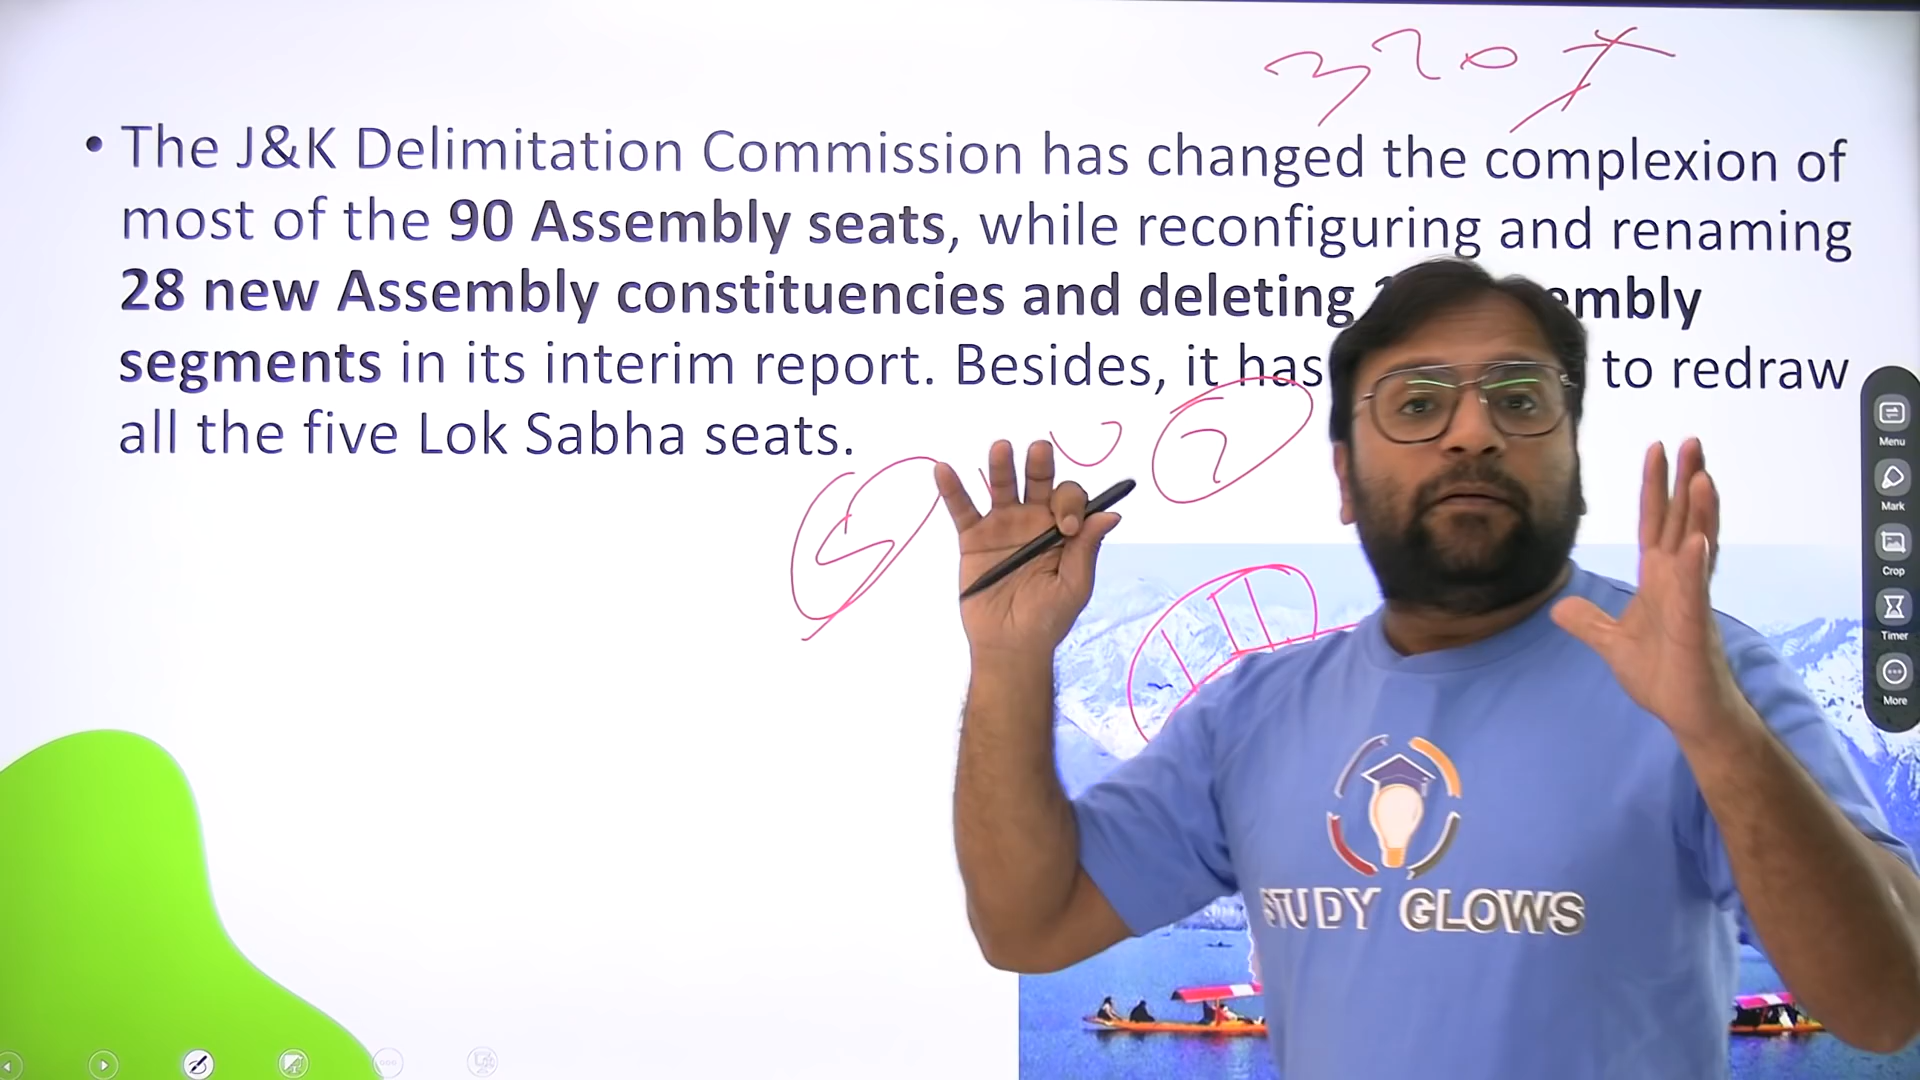 • The J&K Delimitation Commission has changed the complexion of
most of the 90 Assembly seats, while reconfiguring and renaming
28 new Assembly constituencies and deleting
segments in its interim report. Besides, it has to redraw
all the five Lok Sabha seats.
STUDY GLOWS
Menu
Mark
Crop
Timer
More